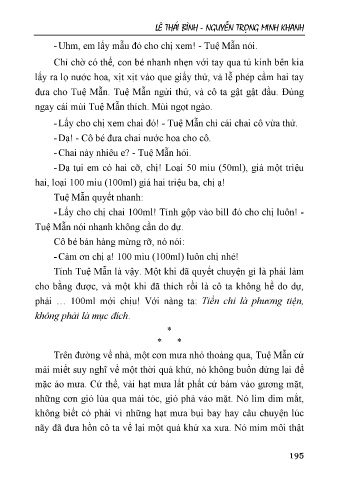 LÊ THÁI BÌNH - NGUYỄN TRỌNG MINH KHANH
- Uhm, em lấy mẫu đó cho chị xem! - Tuệ Mẫn nói.
Chỉ chờ có thế, con bé nhanh nhẹn với tay qua tủ kính bên kia
lấy ra lọ nước hoa, xịt xịt vào que giấy thử, và lễ phép cầm hai tay
đưa cho Tuệ Mẫn. Tuệ Mẫn ngửi thử, và cô ta gật gật đầu. Đúng
ngay cái mùi Tuệ Mẫn thích. Mùi ngọt ngào.
- Lấy cho chị xem chai đó! - Tuệ Mẫn chỉ cái chai cô vừa thử.
- Dạ! - Cô bé đưa chai nước hoa cho cô.
- Chai này nhiêu e? - Tuệ Mẫn hỏi.
- Dạ tụi em có hai cỡ, chị! Loại 50 miu (50ml), giá một triệu
hai, loại 100 miu (100ml) giá hai triệu ba, chị ạ!
Tuệ Mẫn quyết nhanh:
- Lấy cho chị chai 100ml! Tính gộp vào bill đó cho chị luôn! -
Tuệ Mẫn nói nhanh không cần do dự.
Cô bé bán hàng mừng rỡ, nó nói:
- Cảm ơn chị ạ! 100 miu (100ml) luôn chị nhé!
Tính Tuệ Mẫn là vậy. Một khi đã quyết chuyện gì là phải làm
cho bằng được, và một khi đã thích rồi là cô ta không hề do dự,
phải … 100ml mới chịu! Với nàng ta: Tiền chỉ là phương tiện,
không phải là mục đích.
*
* *
Trên đường về nhà, một cơn mưa nhỏ thoáng qua, Tuệ Mẫn cứ
mải miết suy nghĩ về một thời quá khứ, nó không buồn dừng lại để
mặc áo mưa. Cứ thế, vài hạt mưa lất phất cứ bám vào gương mặt,
những cơn gió lùa qua mái tóc, gió phả vào mặt. Nó lim dim mắt,
không biết có phải vì những hạt mưa bụi bay hay câu chuyện lúc
nãy đã đưa hồn cô ta về lại một quá khứ xa xưa. Nó mỉm môi thật
195